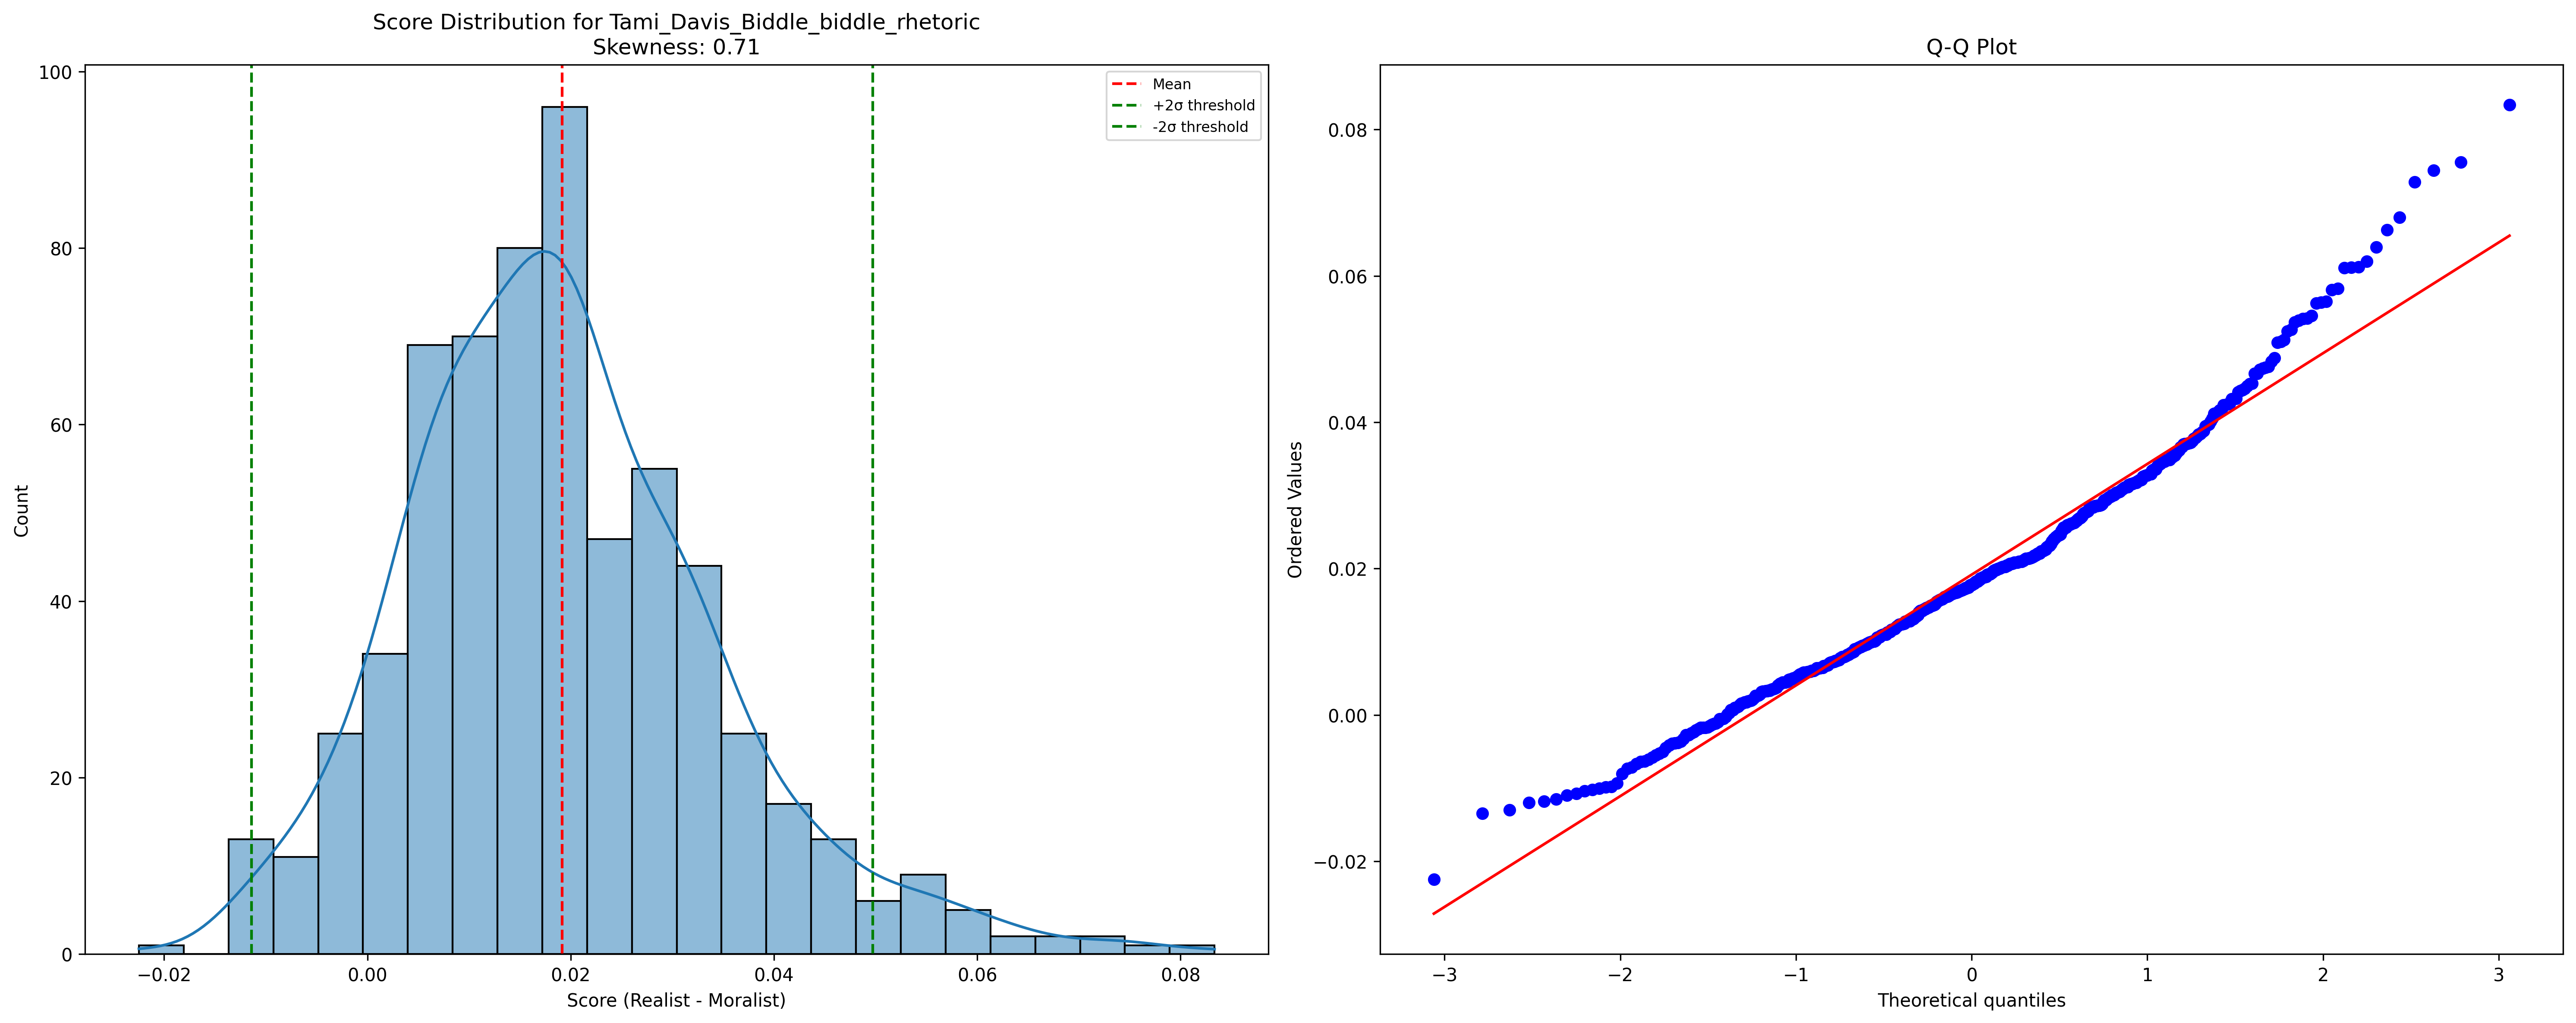 Score Distribution for Tami_Davis_Biddle_biddle_rhetoric
Skewness: 0.71
Mean
+2σ threshold
-2σ threshold
100
80
60
40
20
0
Count
−0.02
0.00
0.02
0.04
0.06
0.08
Score (Realist - Moralist)
Q-Q Plot
0.08
0.06
0.04
0.02
0.00
−0.02
Ordered Values
−3
−2
−1
0
1
2
3
Theoretical quantiles